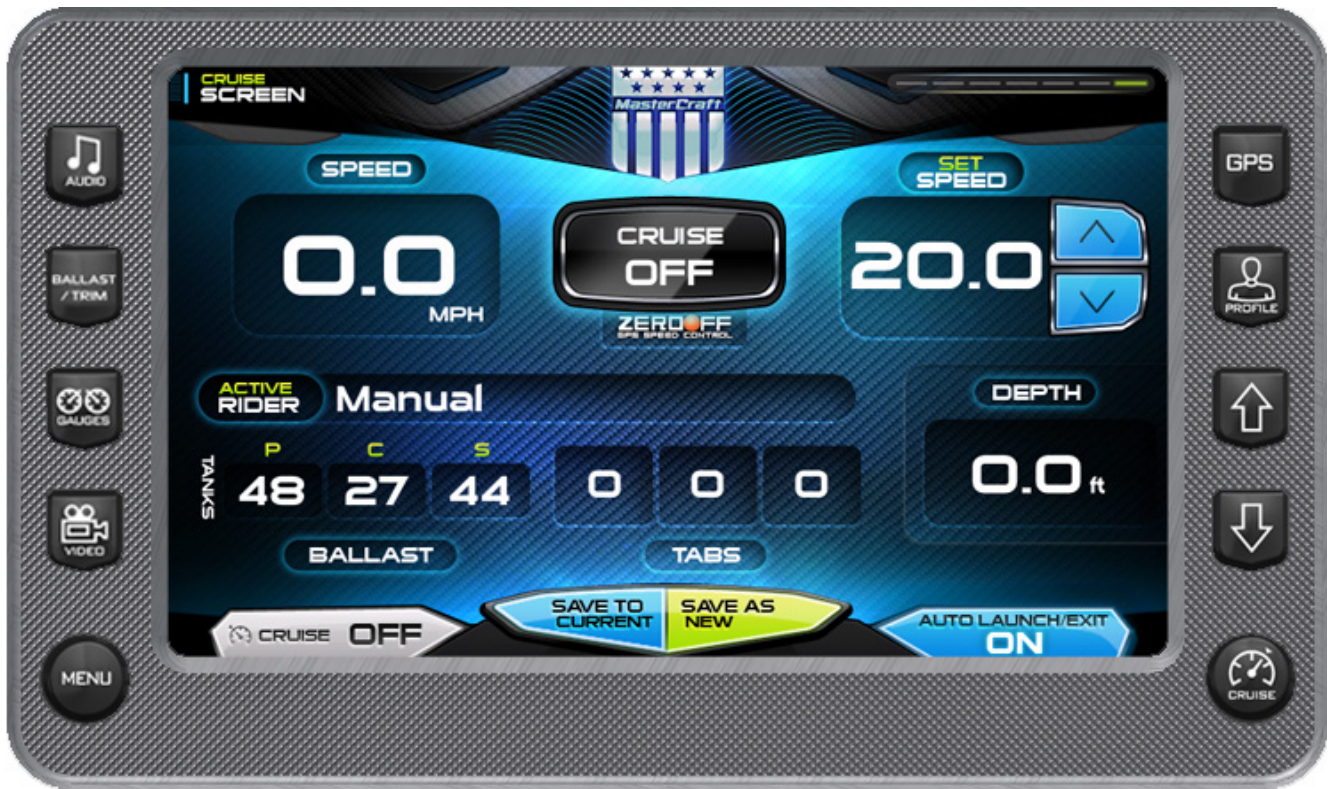 CRUISE
SCREEN
MasterCraft
SPEED
0.0
MPH
CRUISE
OFF
ZEROOFF
GPS SPEED CONTROL
SET
SPEED
20.0
ACTIVE
RIDER
Manual
TANKS
P C S
48 27 44
0 0 0
BALLAST
TABS
DEPTH
0.0 ft
CRUISE OFF
SAVE TO
CURRENT
SAVE AS
NEW
AUTO LAUNCH/EXIT
ON
AUDIO
BALLAST
/ TRIM
GAUGES
VIDEO
MENU
GPS
PROFILE
CRUISE